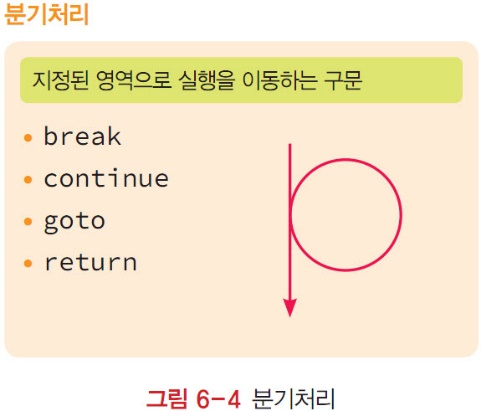 분기처리
지정된 영역으로 실행을 이동하는 구문
• break
• continue
• goto
• return
그림 6-4 분기처리